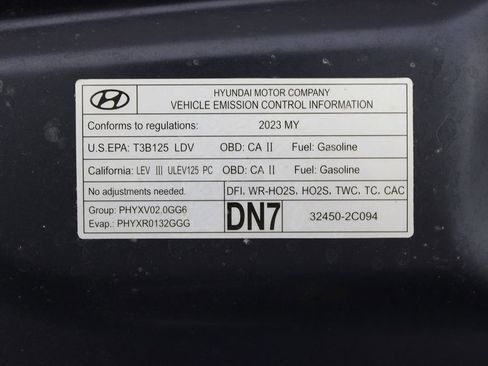 HYUNDAI MOTOR COMPANY
VEHICLE EMISSION CONTROL INFORMATION
Conforms to regulations: 2023 MY
U.S.EPA: T3B125 LDV OBD: CA II Fuel: Gasoline
California: LEV III ULEV125 PC OBD: CA II Fuel: Gasoline
No adjustments needed. DFI, WR-HO2S, HO2S, TWC, TC, CAC
Group: PHYXV02.0GG6
Evap.: PHYXR0132GGG
DN7
32450-2C094